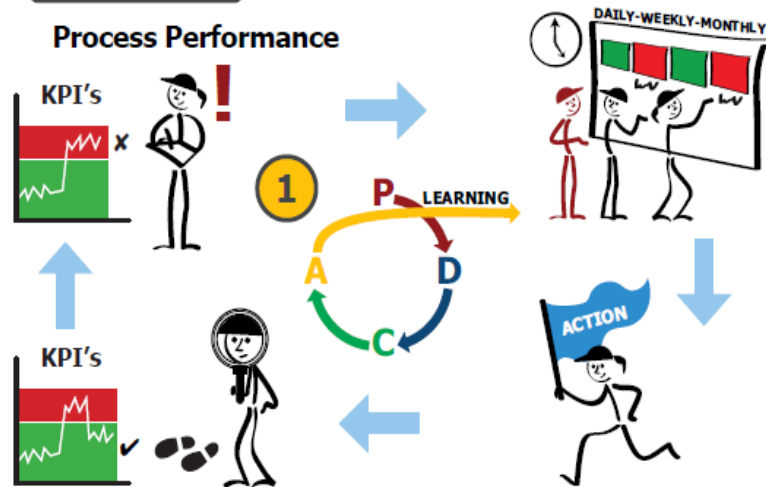 Process Performance
DAILY-WEEKLY-MONTHLY
KPI's
!
1
P
LEARNING
A
D
C
ACTION
KPI's